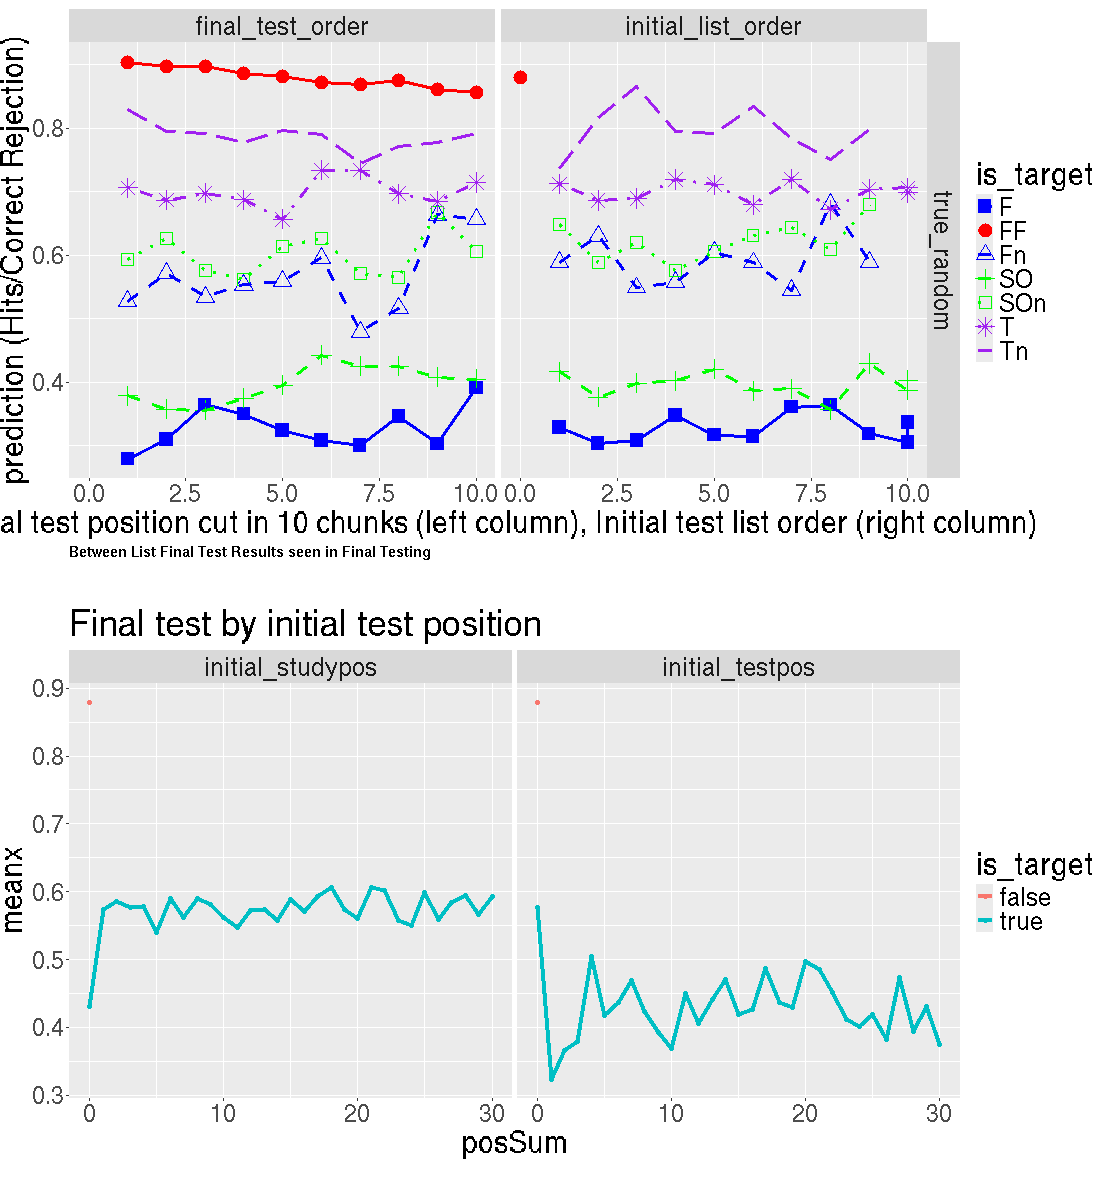 final_test_order initial_list_order
prediction (Hits/Correct Rejection)
0.8
0.6
0.4
true_random
0.0 2.5 5.0 7.5 10.0 0.0 2.5 5.0 7.5 10.0
al test position cut in 10 chunks (left column), Initial test list order (right column)
Between List Final Test Results seen in Final Testing
is_target
F
FF
Fn
SO
SOn
T
Tn
Final test by initial test position
initial_studypos initial_testpos
meanx
0.9
0.8
0.7
0.6
0.5
0.4
0.3
0 10 20 30 0 10 20 30
posSum
is_target
false
true